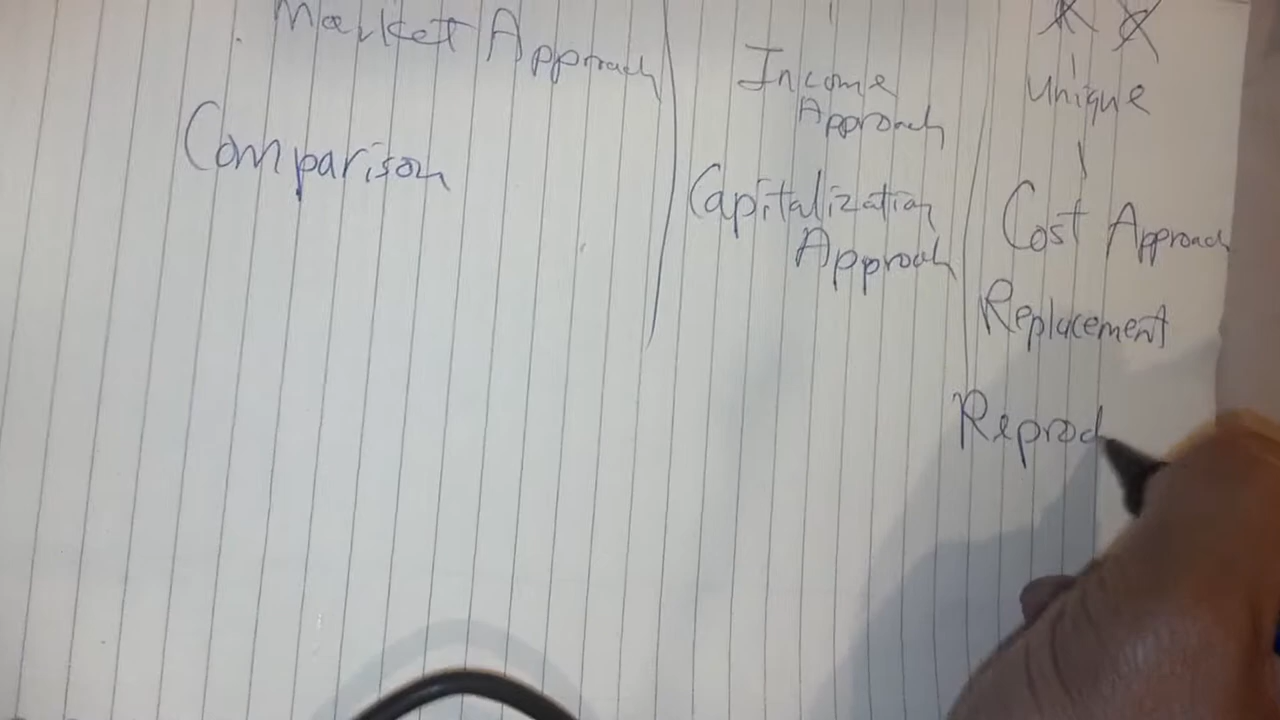 Market Approach
Comparison
Income
Approach
Capitalization
Approach
X X
Unique
Cost Approach
Replacement
Reprod